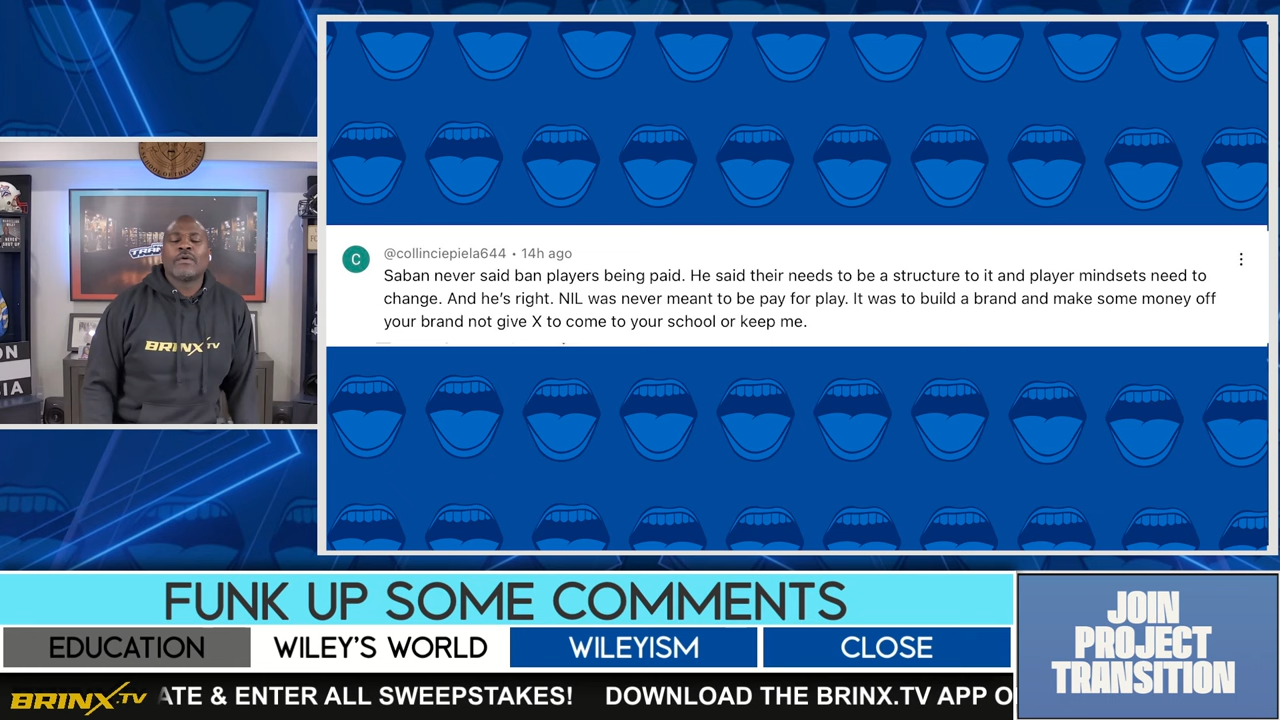 C
@collinciepiela644 • 14h ago
Saban never said ban players being paid. He said their needs to be a structure to it and player mindsets need to
change. And he's right. NIL was never meant to be pay for play. It was to build a brand and make some money off
your brand not give X to come to your school or keep me.
BRINX TV
ON
IA
FUNK UP SOME COMMENTS
EDUCATION
WILEY'S WORLD
WILEYISM
CLOSE
JOIN
PROJECT
TRANSITION
BRINX.TV
ATE & ENTER ALL SWEEPSTAKES! DOWNLOAD THE BRINX.TV APP O